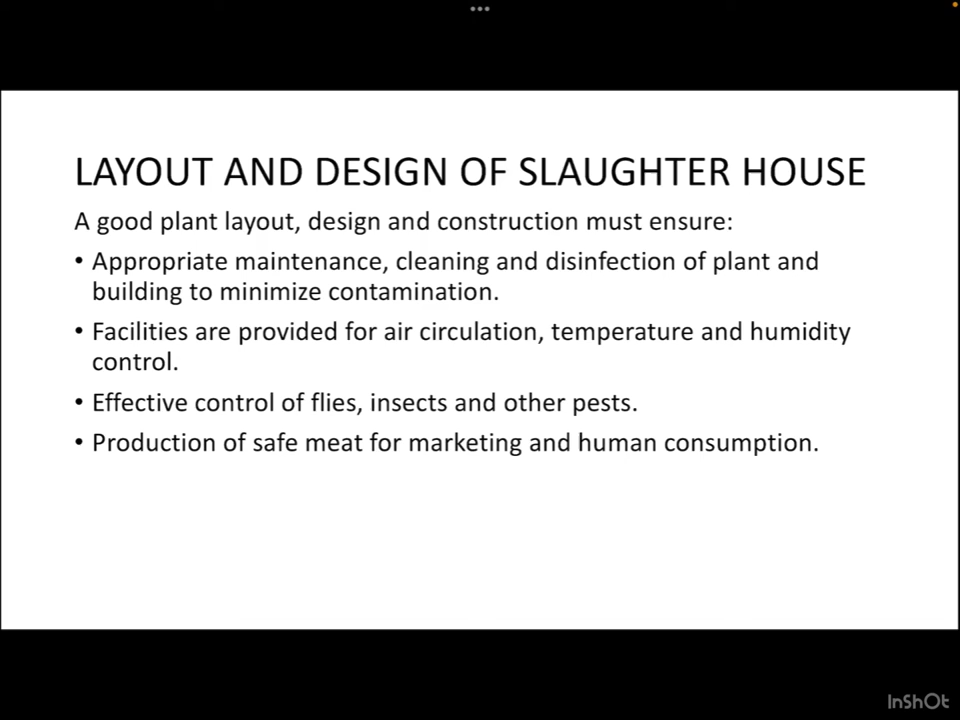 LAYOUT AND DESIGN OF SLAUGHTER HOUSE
A good plant layout, design and construction must ensure:
• Appropriate maintenance, cleaning and disinfection of plant and
building to minimize contamination.
• Facilities are provided for air circulation, temperature and humidity
control.
• Effective control of flies, insects and other pests.
• Production of safe meat for marketing and human consumption.
InShOt